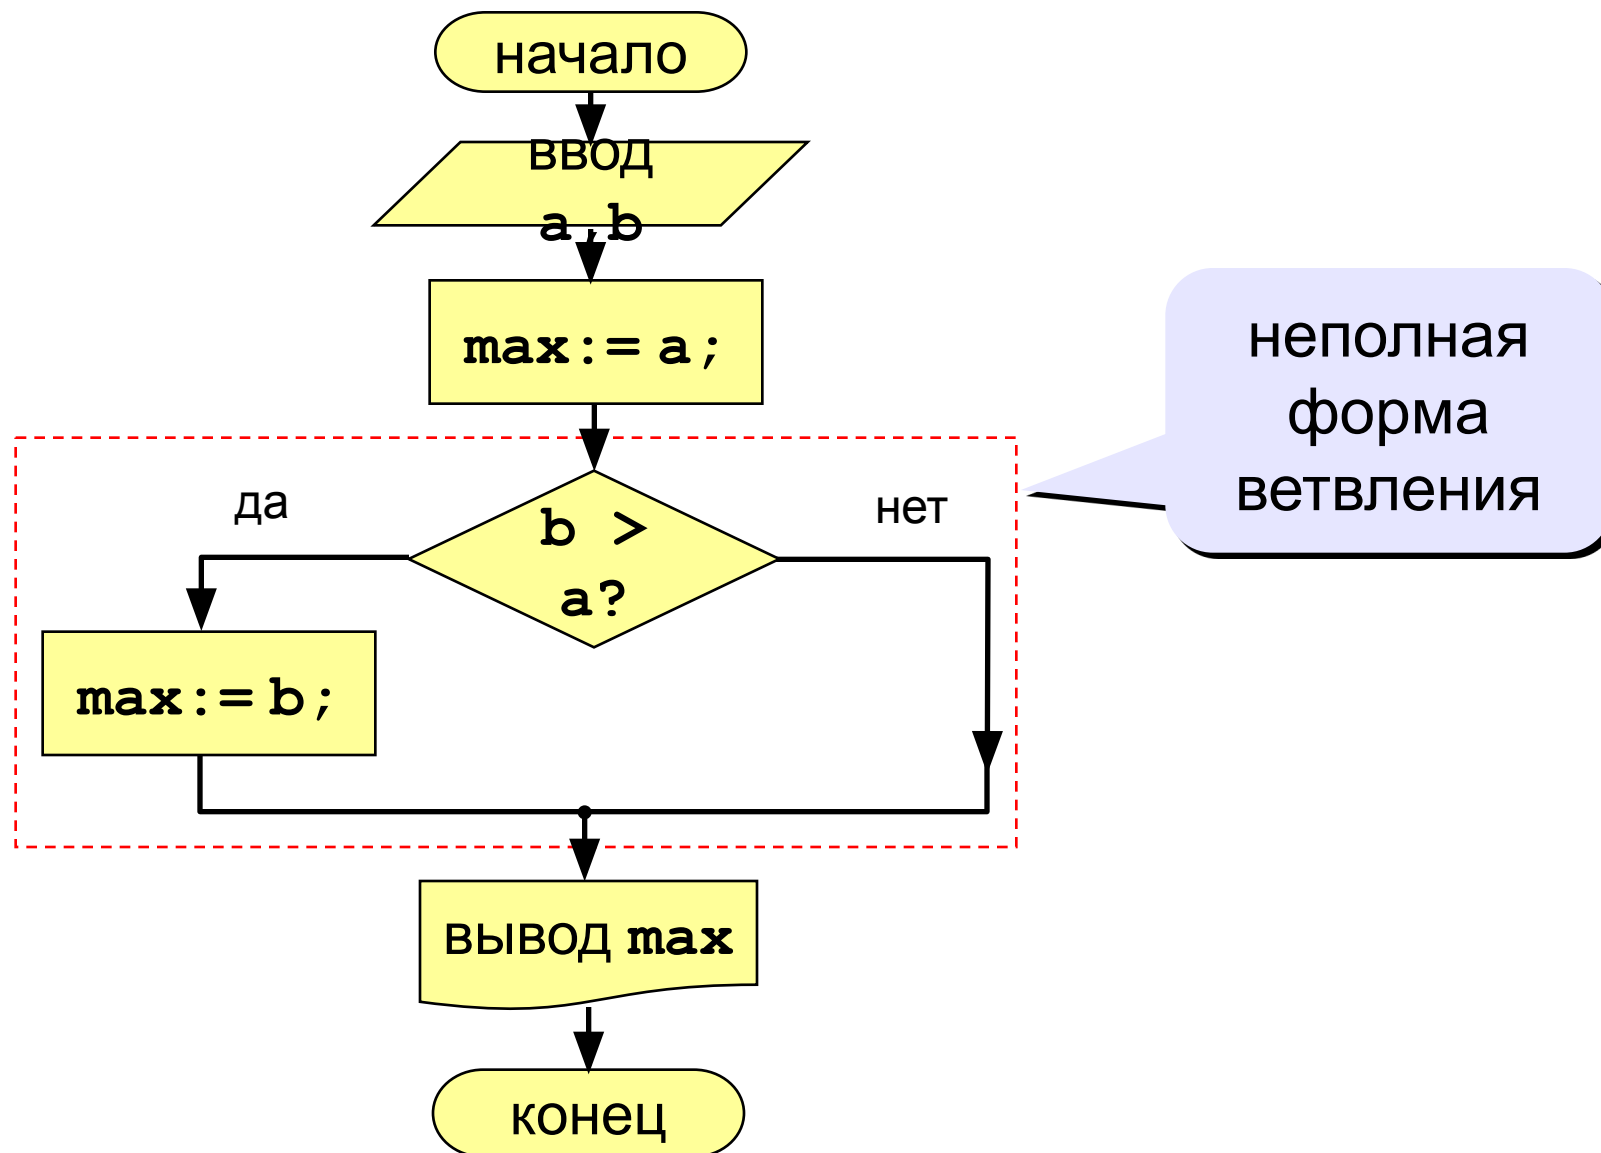 начало
ввод
a,b
max:= a;
неполная
форма
ветвления
да
нет
b >
a?
max:= b;
вывод max
конец